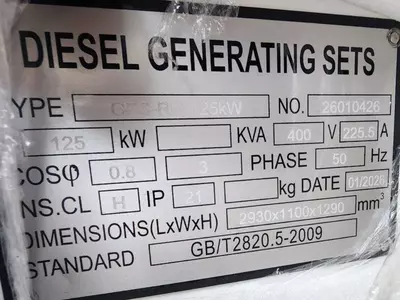 DIESEL GENERATING SETS
YPE 25kW NO. 26010426
125 kW KVA 400 V 225.5 A
COSφ 0.8 3 PHASE 50 Hz
NS.CL H IP 21 kg DATE 01/2026
DIMENSIONS(LxWxH) 2930x1100x1290 mm³
STANDARD GB/T2820.5-2009